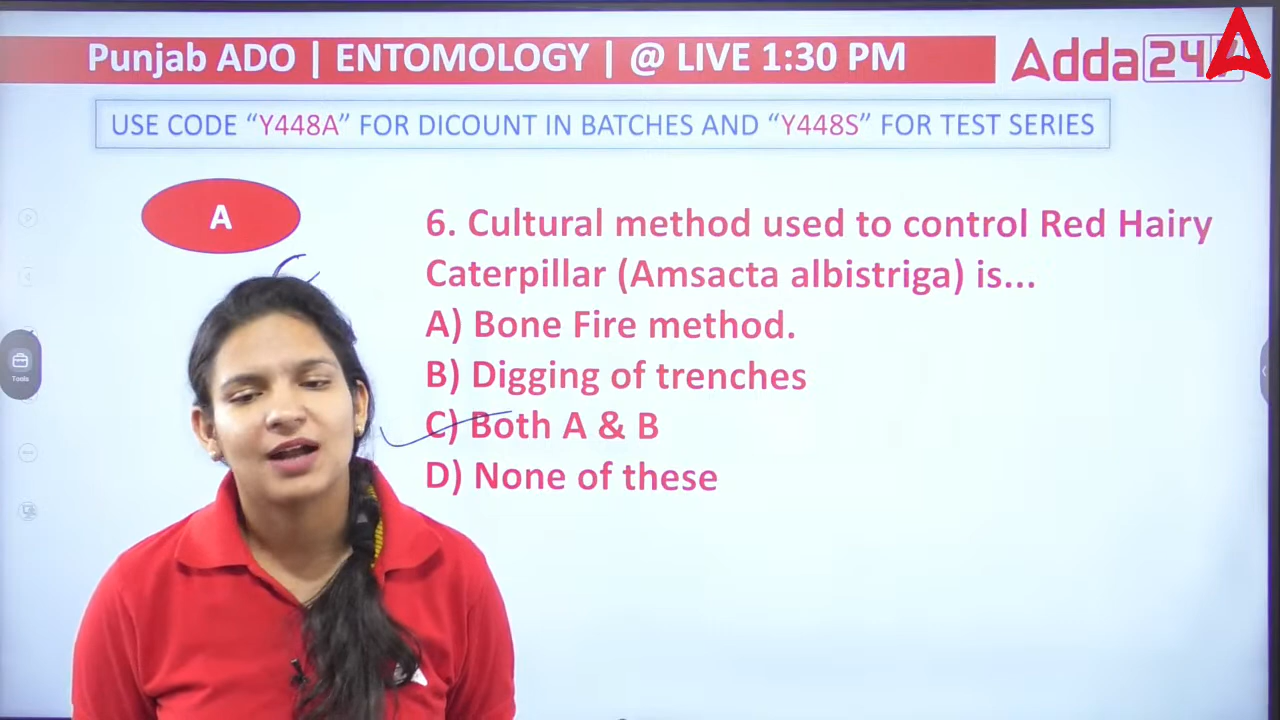 Punjab ADO | ENTOMOLOGY | @ LIVE 1:30 PM
Adda247
USE CODE “Y448A” FOR DICOUNT IN BATCHES AND “Y448S” FOR TEST SERIES
A
6. Cultural method used to control Red Hairy
Caterpillar (Amsacta albistriga) is...
A) Bone Fire method.
B) Digging of trenches
C) Both A & B
D) None of these
Tools